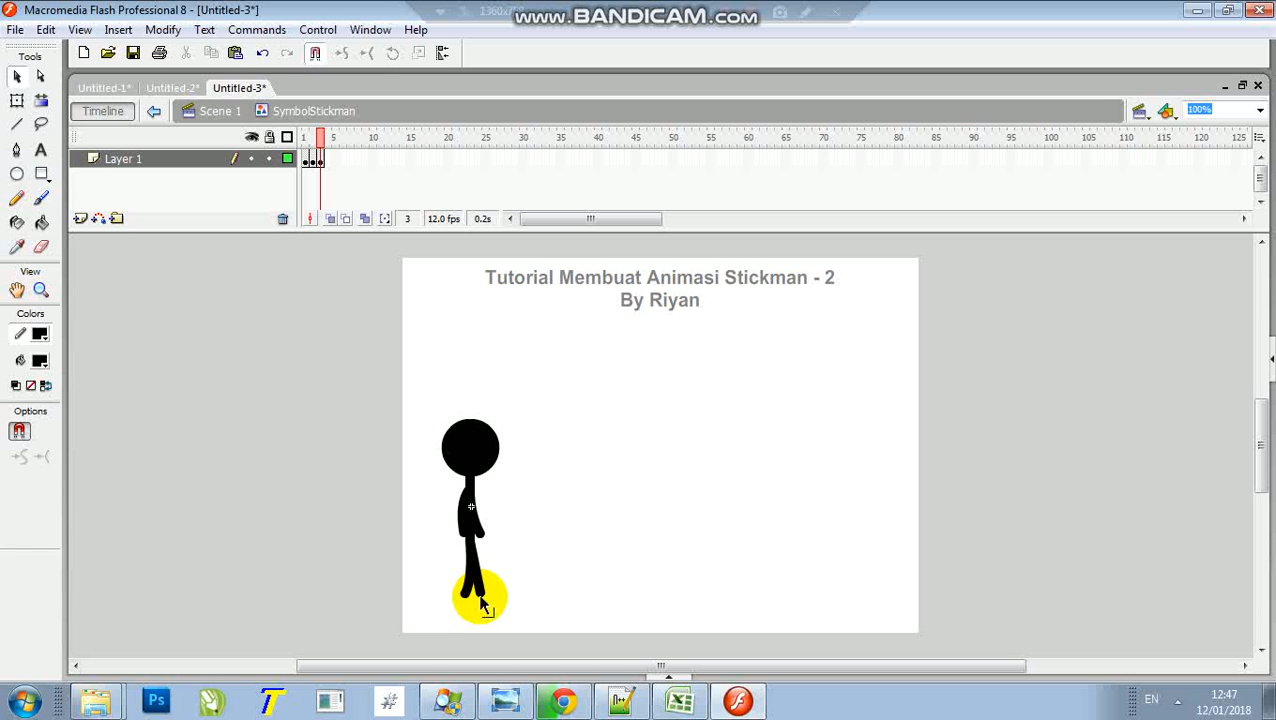 Macromedia Flash Professional 8 - [Untitled-3*]
www.BANDICAM.com
File Edit View Insert Modify Text Commands Control Window Help
Tools
Untitled-1* Untitled-2* Untitled-3*
Timeline Scene 1 SymbolStickman 100%
1 5 10 15 20 25 30 35 40 45 50 55 60 65 70 75 80 85 90 95 100 105 110 115 120 125
Layer 1
3 12.0 fps 0.2s
View
Colors
Options
Tutorial Membuat Animasi Stickman - 2
By Riyan
Ps
EN
12:47
12/01/2018